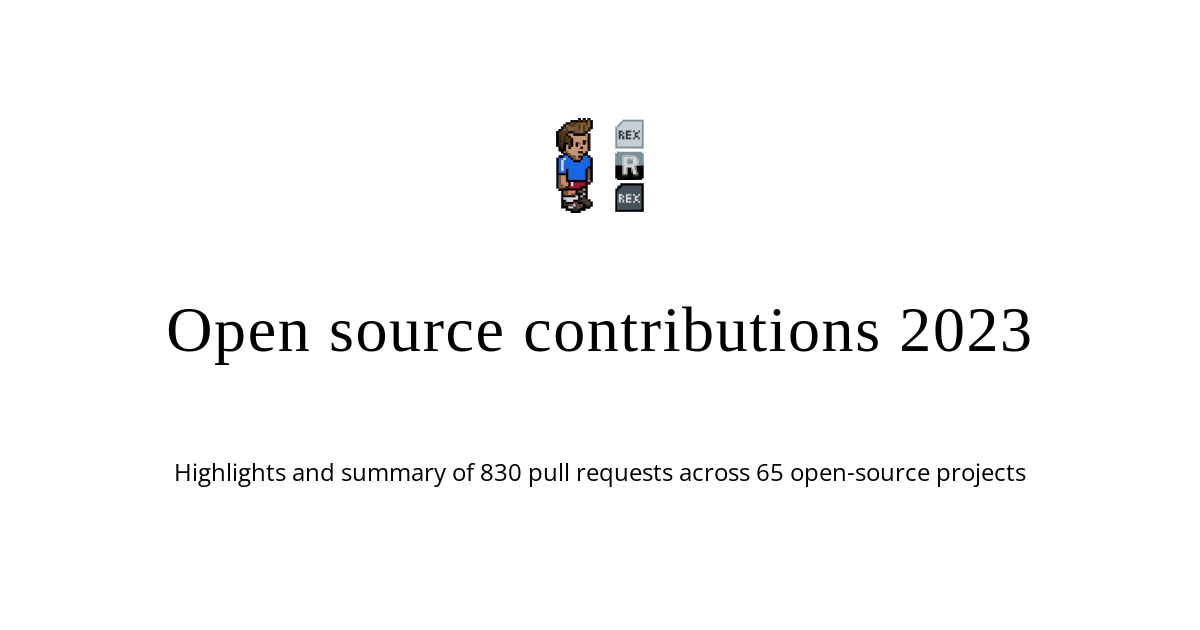 REX
R
REX
Open source contributions 2023
Highlights and summary of 830 pull requests across 65 open-source projects